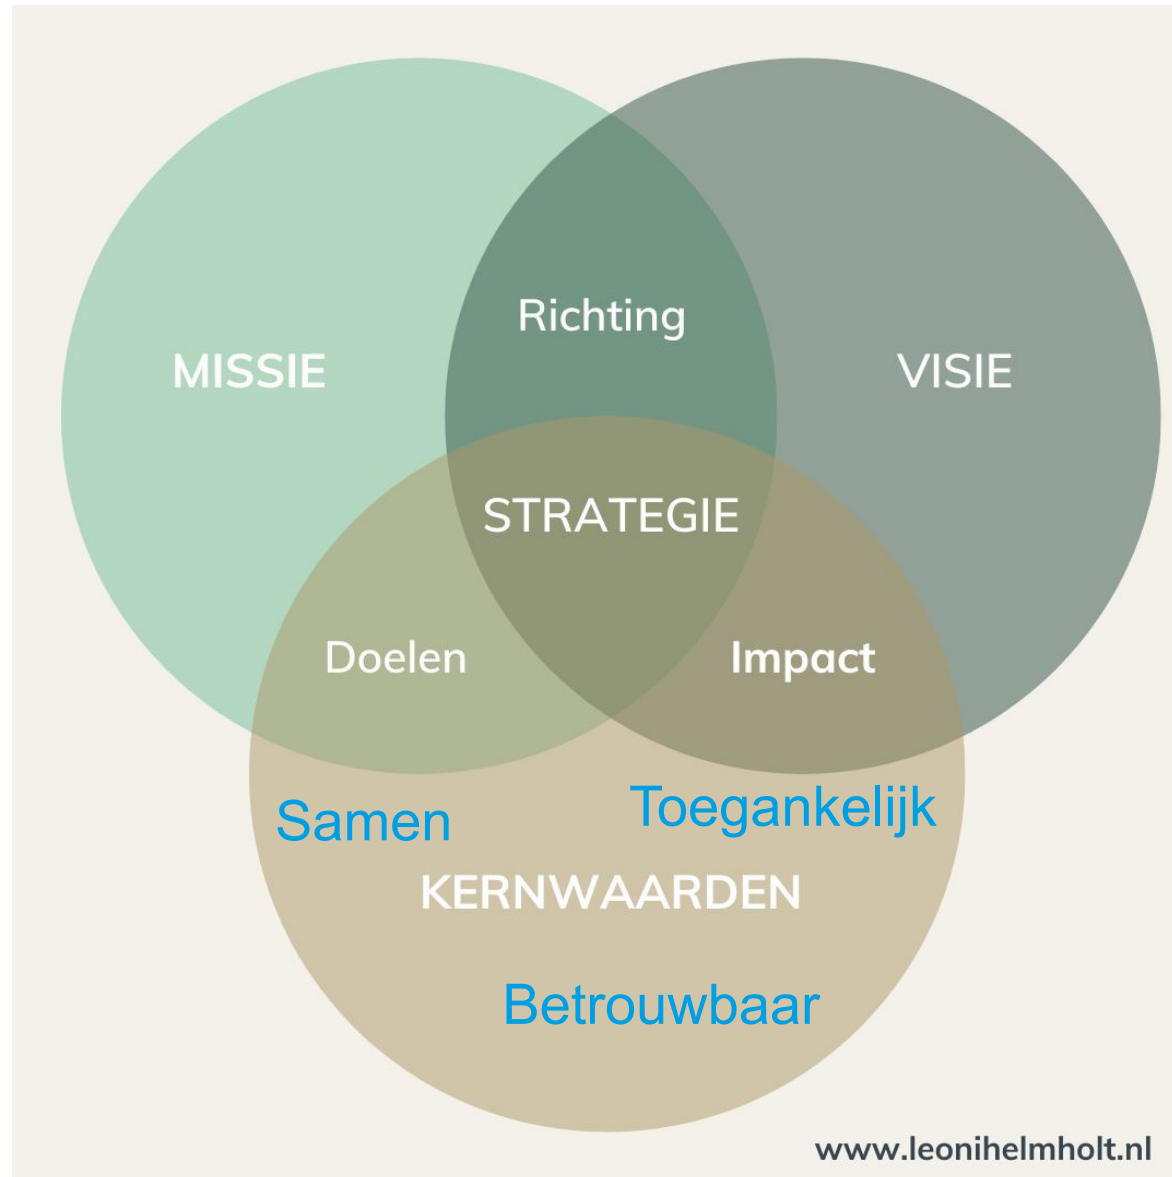 Richting
MISSIE
VISIE
STRATEGIE
Doelen
Impact
Samen
Toegankelijk
KERNWAARDEN
Betrouwbaar
www.leonihelmholt.nl